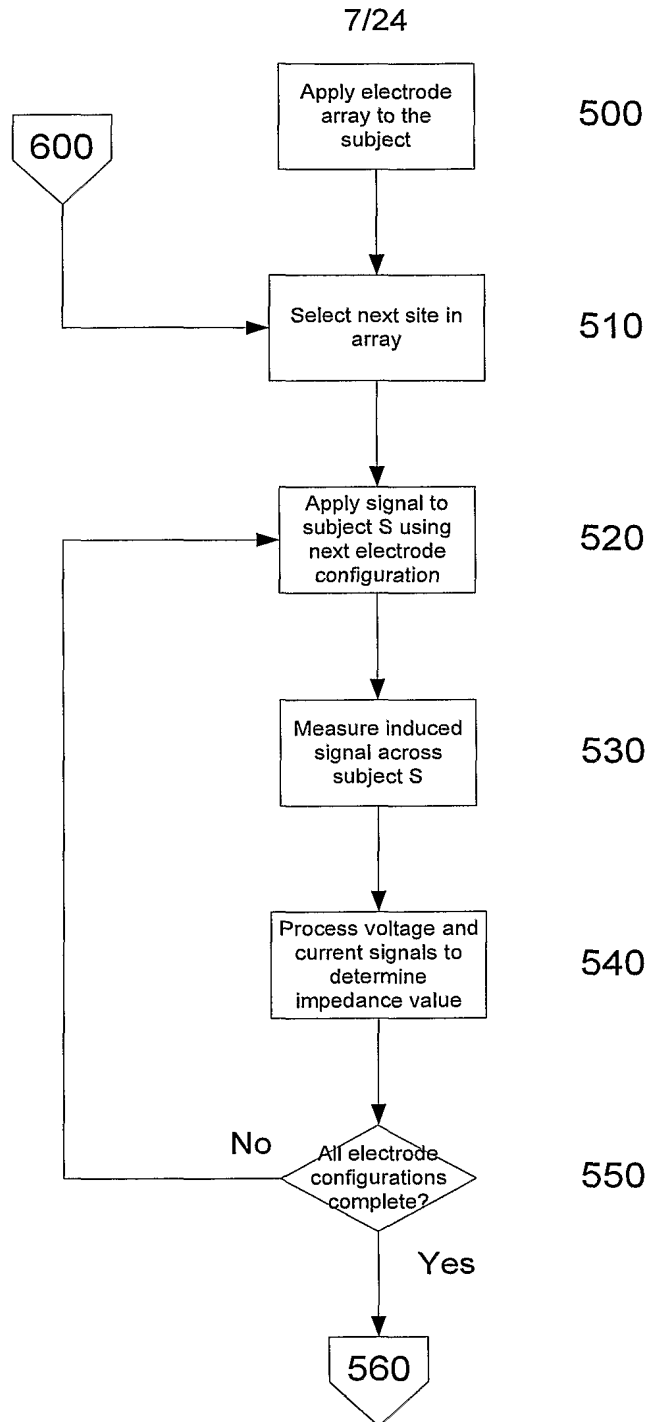 7/24
Apply electrode
array to the
subject
500
600
Select next site in
array
510
Apply signal to
subject S using
next electrode
configuration
520
Measure induced
signal across
subject S
530
Process voltage and
current signals to
determine
impedance value
540
No
All electrode
configurations
complete?
550
Yes
560